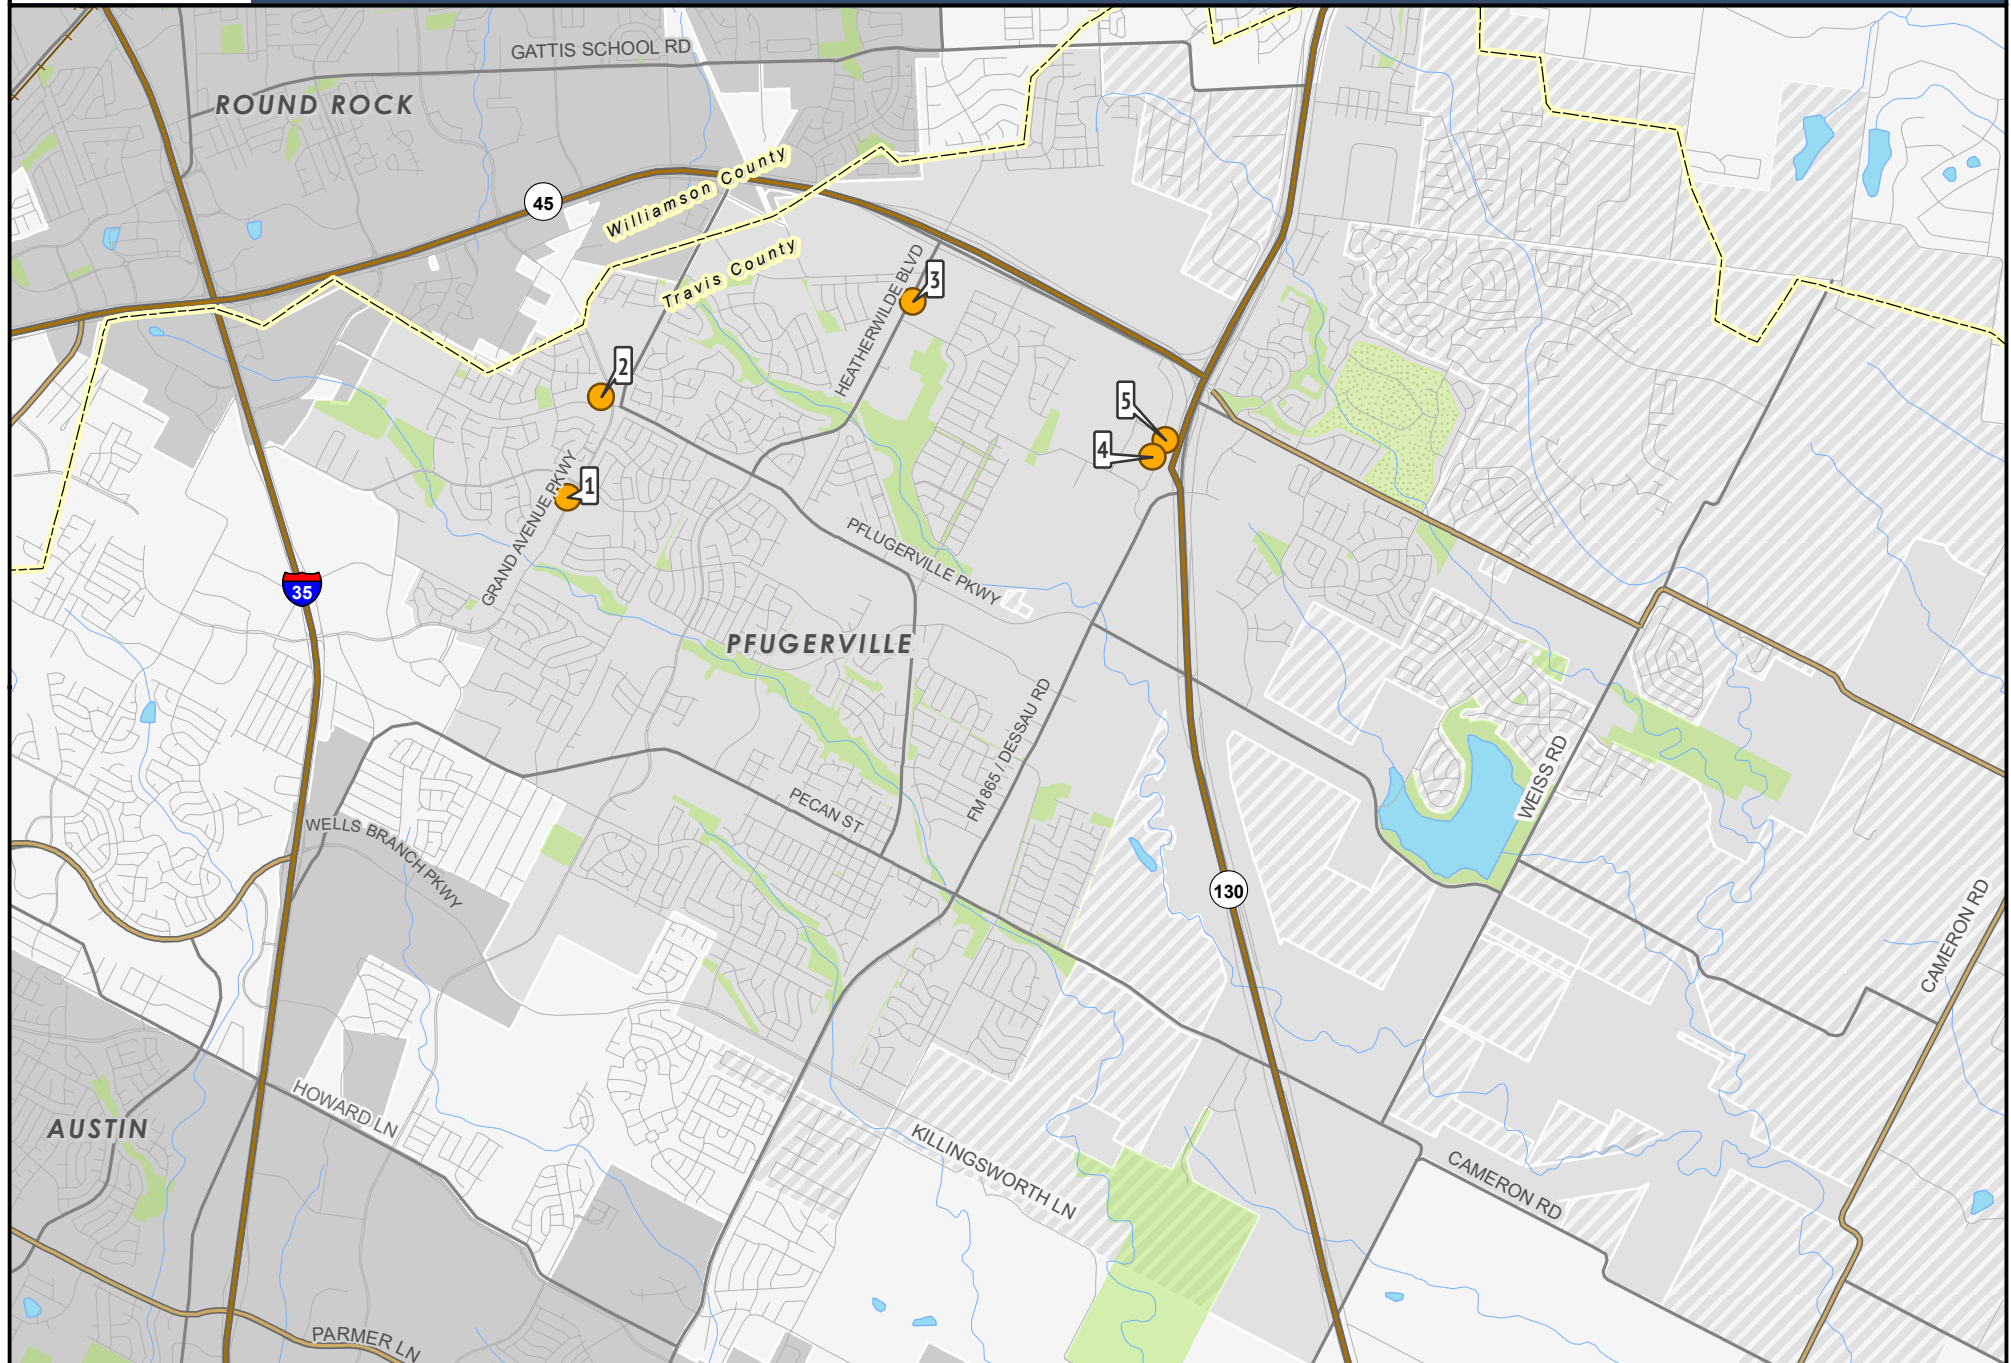 GATTIS SCHOOL RD
ROUND ROCK
Williamson County
45
Travis County
HEATHERWILDE BLVD
3
2
5
4
1
GRAND AVENUE PKWY
PFLUGERVILLE PKWY
35
PFUGERVILLE
FM 865 / DESSAU RD
WEISS RD
PECAN ST
WELLS BRANCH PKWY
130
CAMERON RD
HOWARD LN
AUSTIN
KILLINGSWORTH LN
CAMERON RD
PARMER LN